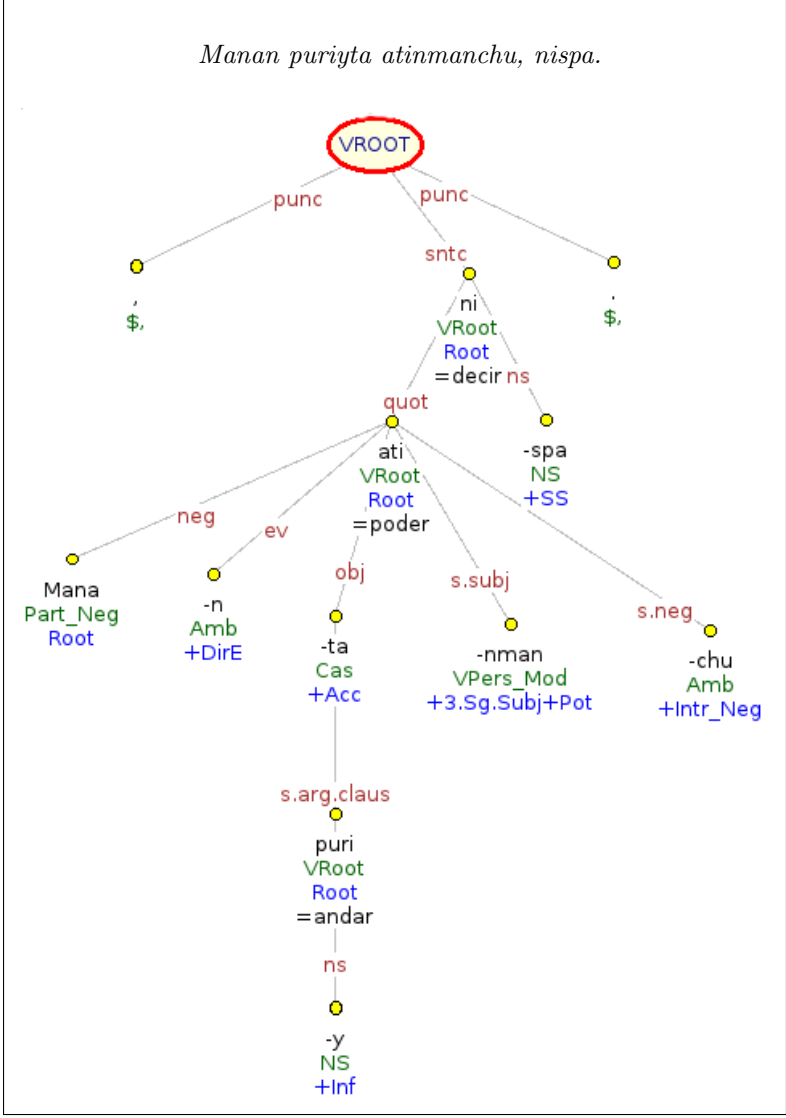 Manan puriyta atinmanchu, nispa.
VROOT
punc
punc
sntc
,
$,
ni
VRoot
Root
=decir
.
$,
quot
ns
ati
VRoot
Root
=poder
-spa
NS
+SS
neg
ev
obj
s.subj
s.neg
Mana
Part_Neg
Root
-n
Amb
+DirE
-ta
Cas
+Acc
-nman
VPers_Mod
+3.Sg.Subj+Pot
-chu
Amb
+Intr_Neg
s.arg.claus
puri
VRoot
Root
=andar
ns
-y
NS
+Inf